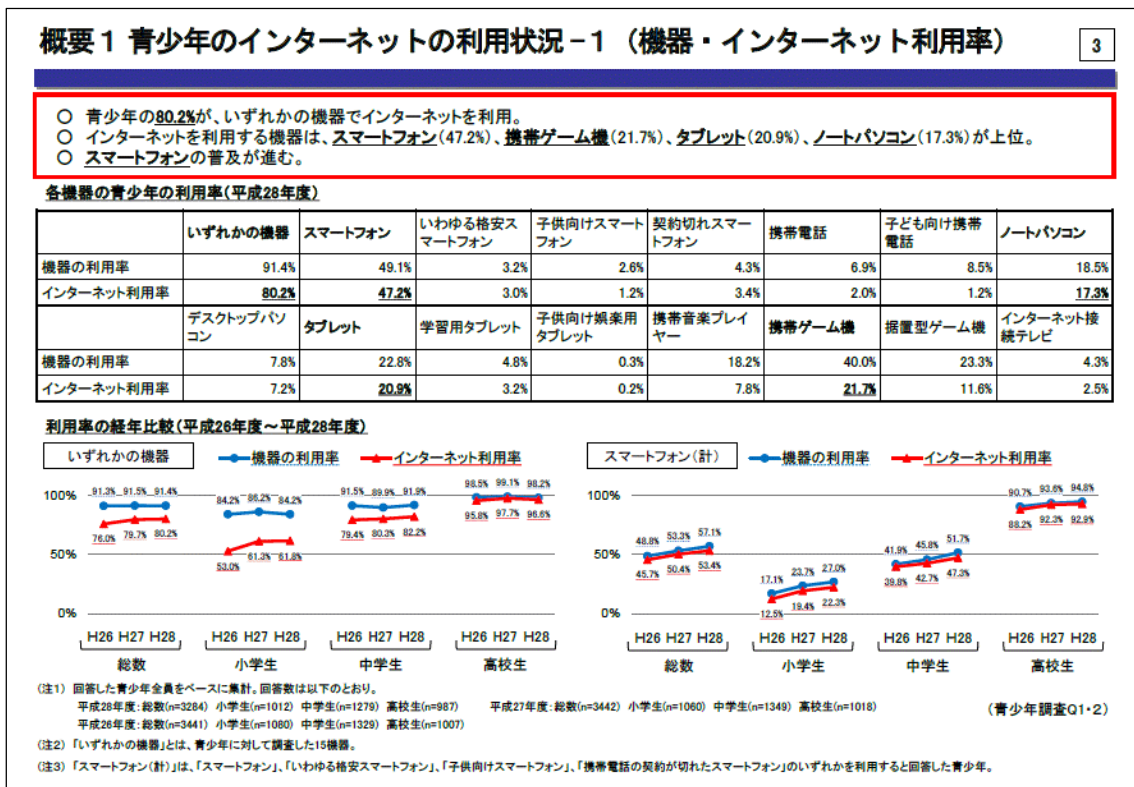 概要1 青少年のインターネットの利用状況-1 (機器・インターネット利用率)
3
○ 青少年の80.2%が、いずれかの機器でインターネットを利用。
○ インターネットを利用する機器は、スマートフォン(47.2%)、携帯ゲーム機(21.7%)、タブレット(20.9%)、ノートパソコン(17.3%)が上位。
○ スマートフォンの普及が進む。
各機器の青少年の利用率(平成28年度)
いずれかの機器 スマートフォン いわゆる格安スマートフォン 子供向けスマートフォン 契約切れスマートフォン 携帯電話 子ども向け携帯電話 ノートパソコン
機器の利用率 91.4% 49.1% 3.2% 2.6% 4.3% 6.9% 8.5% 18.5%
インターネット利用率 80.2% 47.2% 3.0% 1.2% 3.4% 2.0% 1.2% 17.3%
デスクトップパソコン タブレット 学習用タブレット 子供向け娯楽用タブレット 携帯音楽プレイヤー 携帯ゲーム機 据置型ゲーム機 インターネット接続テレビ
機器の利用率 7.8% 22.8% 4.8% 0.3% 18.2% 40.0% 23.3% 4.3%
インターネット利用率 7.2% 20.9% 3.2% 0.2% 7.8% 21.7% 11.6% 2.5%
利用率の経年比較(平成26年度~平成28年度)
いずれかの機器 機器の利用率 インターネット利用率
100%
50%
0%
91.3% 91.5% 91.4%
76.0% 79.7% 80.2%
84.2% 86.2% 84.2%
53.0% 61.3% 61.8%
91.5% 89.9% 91.9%
79.4% 80.3% 82.2%
98.5% 99.1% 98.2%
95.8% 97.7% 96.6%
H26 H27 H28 H26 H27 H28 H26 H27 H28 H26 H27 H28
総数 小学生 中学生 高校生
スマートフォン(計) 機器の利用率 インターネット利用率
100%
50%
0%
48.8% 53.3% 57.1%
45.7% 50.4% 53.4%
17.1% 23.7% 27.0%
12.5% 19.4% 22.3%
41.9% 45.8% 51.7%
39.8% 42.7% 47.3%
90.7% 93.6% 94.8%
88.2% 92.3% 92.9%
H26 H27 H28 H26 H27 H28 H26 H27 H28 H26 H27 H28
総数 小学生 中学生 高校生
(注1) 回答した青少年全員をベースに集計。回答数は以下のとおり。
平成28年度:総数(n=3284) 小学生(n=1012) 中学生(n=1279) 高校生(n=987) 平成27年度:総数(n=3442) 小学生(n=1060) 中学生(n=1349) 高校生(n=1018)
平成26年度:総数(n=3441) 小学生(n=1080) 中学生(n=1329) 高校生(n=1007)
(青少年調査Q1・2)
(注2) 「いずれかの機器」とは、青少年に対して調査した15機器。
(注3) 「スマートフォン(計)」は、「スマートフォン」、「いわゆる格安スマートフォン」、「子供向けスマートフォン」、「携帯電話の契約が切れたスマートフォン」のいずれかを利用すると回答した青少年。